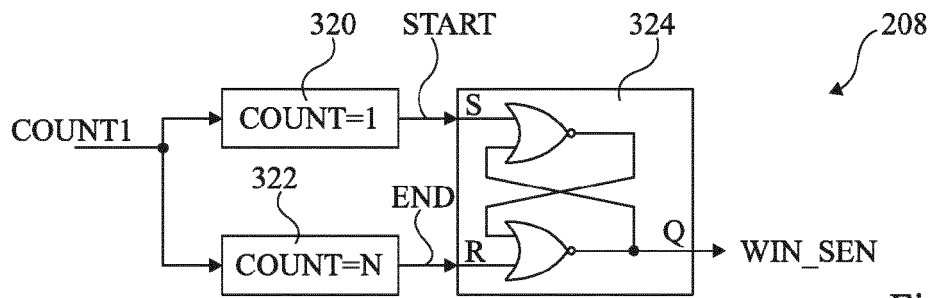 320
START
324
208
COUNT=1
S
COUNT1
322
END
COUNT=N
R
Q
WIN_SEN